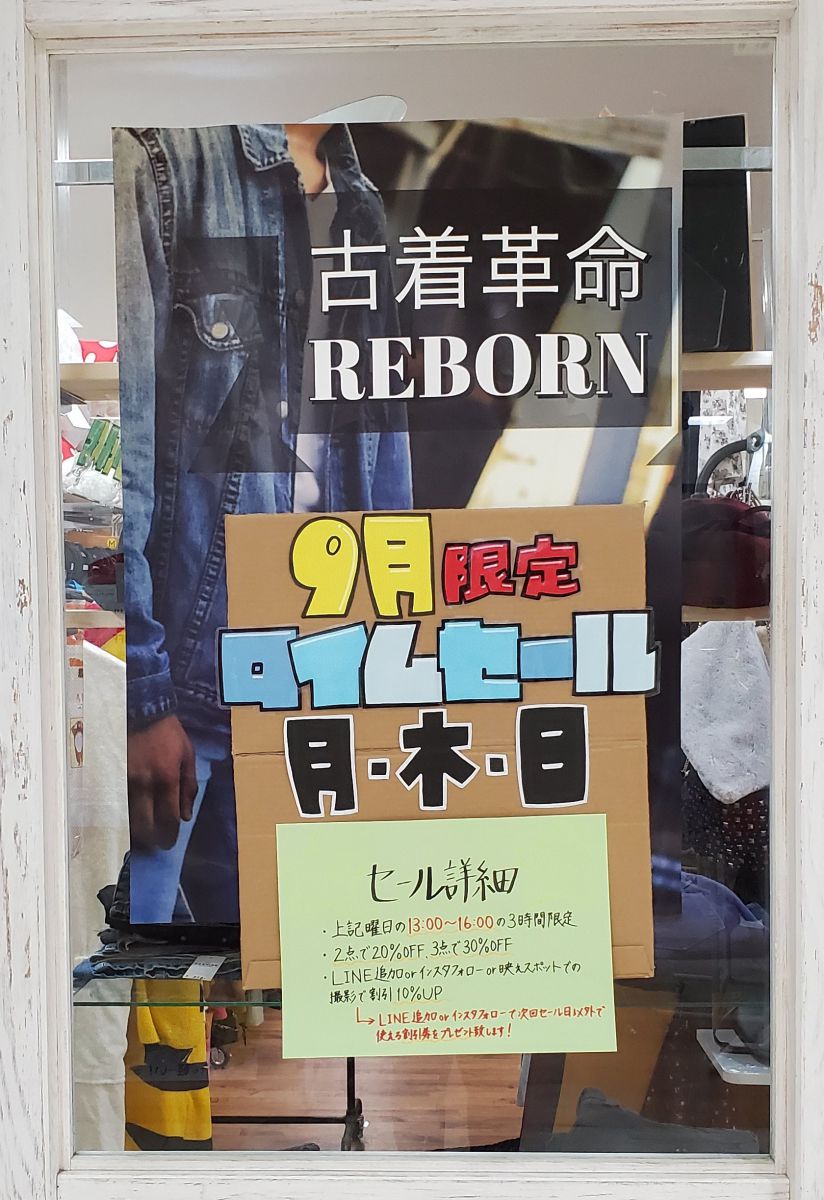 古着革命
REBORN
9月限定
タイムセール
月・木・日
セール詳細
・上記曜日の13:00～16:00の3時間限定
・2点で20%OFF、3点で30%OFF
・LINE追加orインスタフォローor映えスポットでの
撮影で割引10%UP
↳LINE追加orインスタフォローで次回セール日以外で
使える割引券をプレゼント致します!